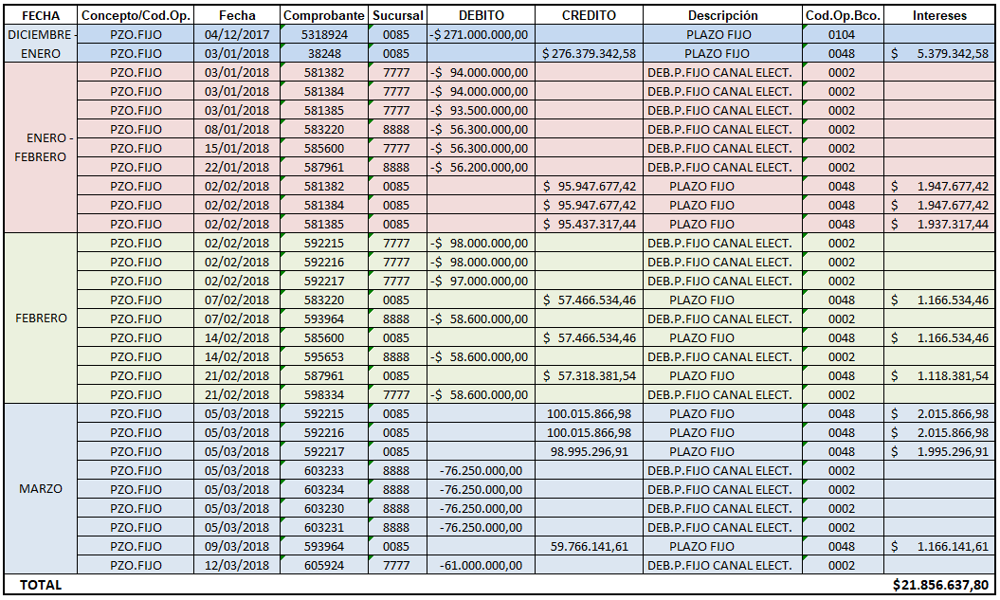 FECHA Concepto/Cod.Op. Fecha Comprobante Sucursal DEBITO CREDITO Descripción Cod.Op.Bco. Intereses
DICIEMBRE - PZO.FIJO 04/12/2017 5318924 0085 -$ 271.000.000,00 PLAZO FIJO 0104
ENERO PZO.FIJO 03/01/2018 38248 0085 $ 276.379.342,58 PLAZO FIJO 0048 $ 5.379.342,58
PZO.FIJO 03/01/2018 581382 7777 -$ 94.000.000,00 DEB.P.FIJO CANAL ELECT. 0002
PZO.FIJO 03/01/2018 581384 7777 -$ 94.000.000,00 DEB.P.FIJO CANAL ELECT. 0002
PZO.FIJO 03/01/2018 581385 7777 -$ 93.500.000,00 DEB.P.FIJO CANAL ELECT. 0002
ENERO -
PZO.FIJO 08/01/2018 583220 8888 -$ 56.300.000,00 DEB.P.FIJO CANAL ELECT. 0002
FEBRERO
PZO.FIJO 15/01/2018 585600 7777 -$ 56.300.000,00 DEB.P.FIJO CANAL ELECT. 0002
PZO.FIJO 22/01/2018 587961 8888 -$ 56.200.000,00 DEB.P.FIJO CANAL ELECT. 0002
PZO.FIJO 02/02/2018 581382 0085 $ 95.947.677,42 PLAZO FIJO 0048 $ 1.947.677,42
PZO.FIJO 02/02/2018 581384 0085 $ 95.947.677,42 PLAZO FIJO 0048 $ 1.947.677,42
PZO.FIJO 02/02/2018 581385 0085 $ 95.437.317,44 PLAZO FIJO 0048 $ 1.937.317,44
PZO.FIJO 02/02/2018 592215 7777 -$ 98.000.000,00 DEB.P.FIJO CANAL ELECT. 0002
PZO.FIJO 02/02/2018 592216 7777 -$ 98.000.000,00 DEB.P.FIJO CANAL ELECT. 0002
PZO.FIJO 02/02/2018 592217 7777 -$ 97.000.000,00 DEB.P.FIJO CANAL ELECT. 0002
PZO.FIJO 07/02/2018 583220 0085 $ 57.466.534,46 PLAZO FIJO 0048 $ 1.166.534,46
FEBRERO PZO.FIJO 07/02/2018 593964 8888 -$ 58.600.000,00 DEB.P.FIJO CANAL ELECT. 0002
PZO.FIJO 14/02/2018 585600 0085 $ 57.466.534,46 PLAZO FIJO 0048 $ 1.166.534,46
PZO.FIJO 14/02/2018 595653 8888 -$ 58.600.000,00 DEB.P.FIJO CANAL ELECT. 0002
PZO.FIJO 21/02/2018 587961 0085 $ 57.318.381,54 PLAZO FIJO 0048 $ 1.118.381,54
PZO.FIJO 21/02/2018 598334 7777 -$ 58.600.000,00 DEB.P.FIJO CANAL ELECT. 0002
PZO.FIJO 05/03/2018 592215 0085 100.015.866,98 PLAZO FIJO 0048 $ 2.015.866,98
PZO.FIJO 05/03/2018 592216 0085 100.015.866,98 PLAZO FIJO 0048 $ 2.015.866,98
PZO.FIJO 05/03/2018 592217 0085 98.995.296,91 PLAZO FIJO 0048 $ 1.995.296,91
PZO.FIJO 05/03/2018 603233 8888 -76.250.000,00 DEB.P.FIJO CANAL ELECT. 0002
MARZO PZO.FIJO 05/03/2018 603234 8888 -76.250.000,00 DEB.P.FIJO CANAL ELECT. 0002
PZO.FIJO 05/03/2018 603230 8888 -76.250.000,00 DEB.P.FIJO CANAL ELECT. 0002
PZO.FIJO 05/03/2018 603231 8888 -76.250.000,00 DEB.P.FIJO CANAL ELECT. 0002
PZO.FIJO 09/03/2018 593964 0085 59.766.141,61 PLAZO FIJO 0048 $ 1.166.141,61
PZO.FIJO 12/03/2018 605924 7777 -61.000.000,00 DEB.P.FIJO CANAL ELECT. 0002
TOTAL $21.856.637,80